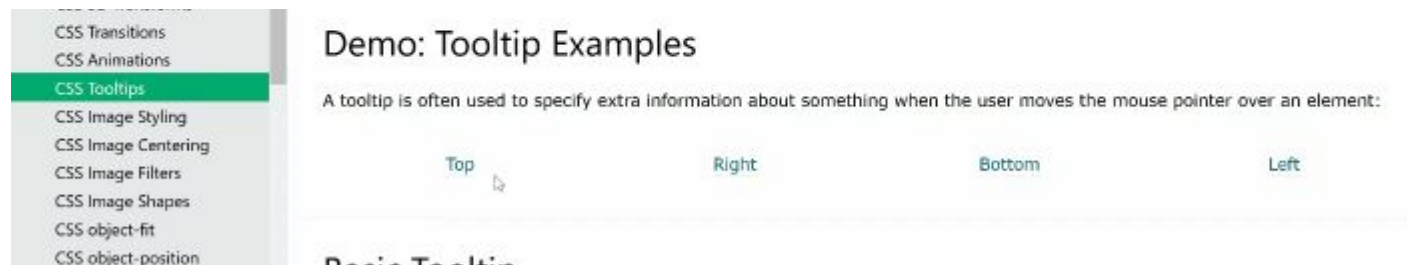 CSS Transitions
CSS Animations
CSS Tooltips
CSS Image Styling
CSS Image Centering
CSS Image Filters
CSS Image Shapes
CSS object-fit
CSS object-position
Demo: Tooltip Examples
A tooltip is often used to specify extra information about something when the user moves the mouse pointer over an element:
Top Right Bottom Left
Basic Tooltip